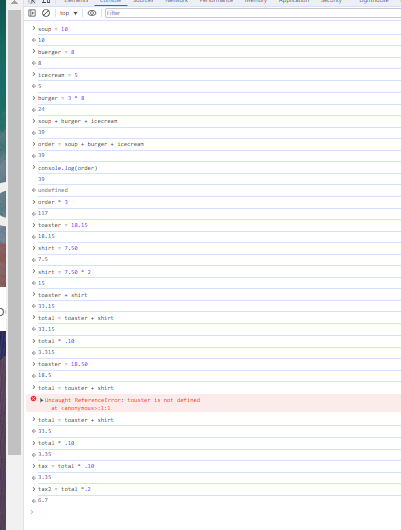 Elements Console Sources Network Performance Memory Application Security Lighthouse
top Filter
soup = 10
10
buerger = 8
8
icecream = 5
5
burger = 3 * 8
24
soup + burger + icecream
39
order = soup + burger + icecream
39
console.log(order)
39
undefined
order * 3
117
toaster = 18.15
18.15
shirt = 7.50
7.5
shirt = 7.50 * 2
15
toaster + shirt
33.15
total = toaster + shirt
33.15
total * .10
3.315
toaster = 18.50
18.5
total = touster + shirt
Uncaught ReferenceError: touster is not defined
at <anonymous>:1:1
total = toaster + shirt
33.5
total * .10
3.35
tax = total * .10
3.35
tax2 = total *.2
6.7